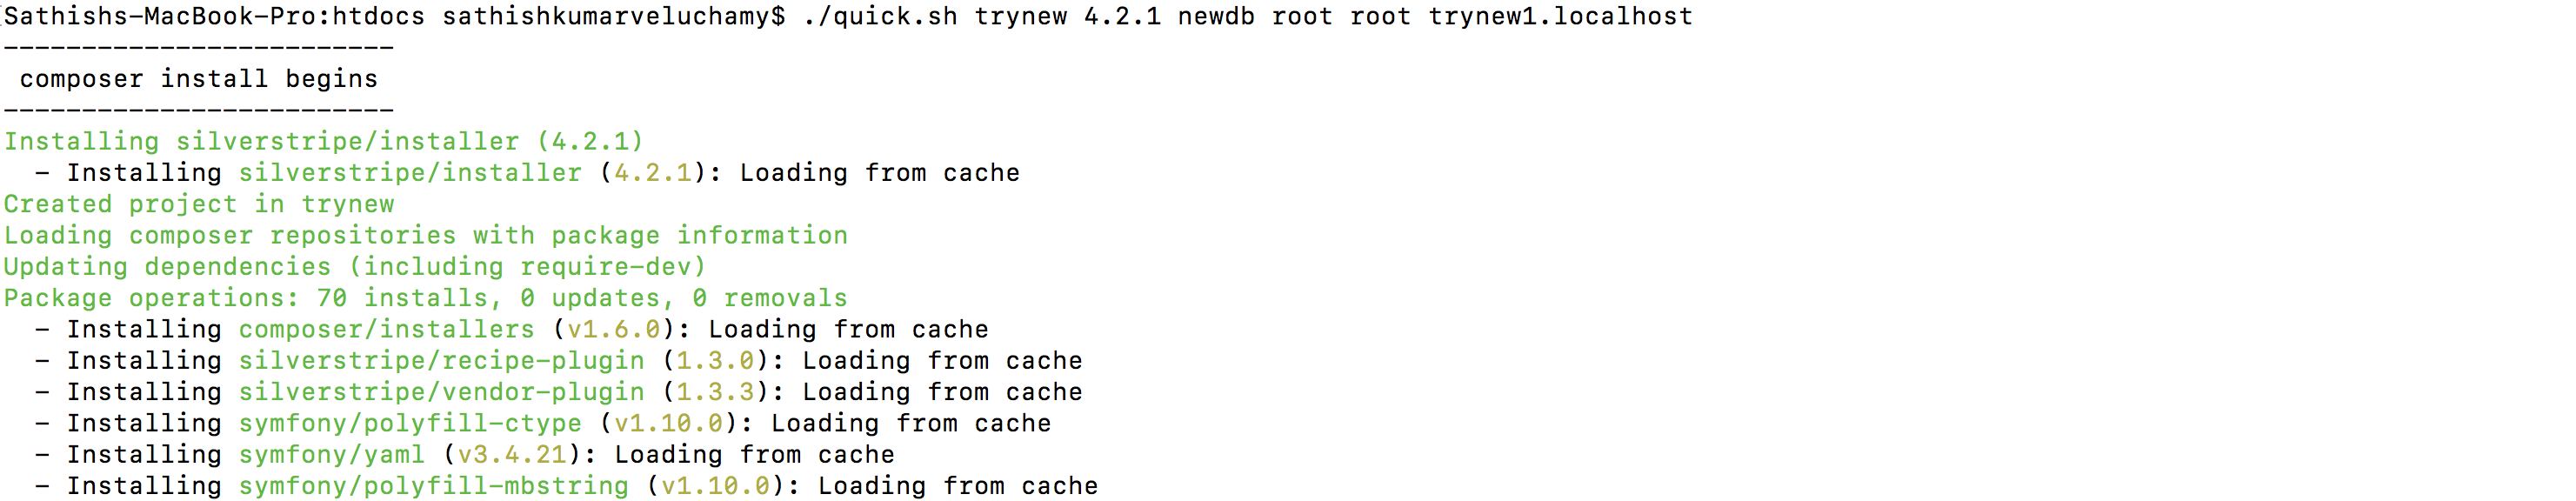 Sathishs-MacBook-Pro:htdocs sathishkumarveluchamy$ ./quick.sh trynew 4.2.1 newdb root root trynew1.localhost
-------------------------
 composer install begins
-------------------------
Installing silverstripe/installer (4.2.1)
  - Installing silverstripe/installer (4.2.1): Loading from cache
Created project in trynew
Loading composer repositories with package information
Updating dependencies (including require-dev)
Package operations: 70 installs, 0 updates, 0 removals
  - Installing composer/installers (v1.6.0): Loading from cache
  - Installing silverstripe/recipe-plugin (1.3.0): Loading from cache
  - Installing silverstripe/vendor-plugin (1.3.3): Loading from cache
  - Installing symfony/polyfill-ctype (v1.10.0): Loading from cache
  - Installing symfony/yaml (v3.4.21): Loading from cache
  - Installing symfony/polyfill-mbstring (v1.10.0): Loading from cache